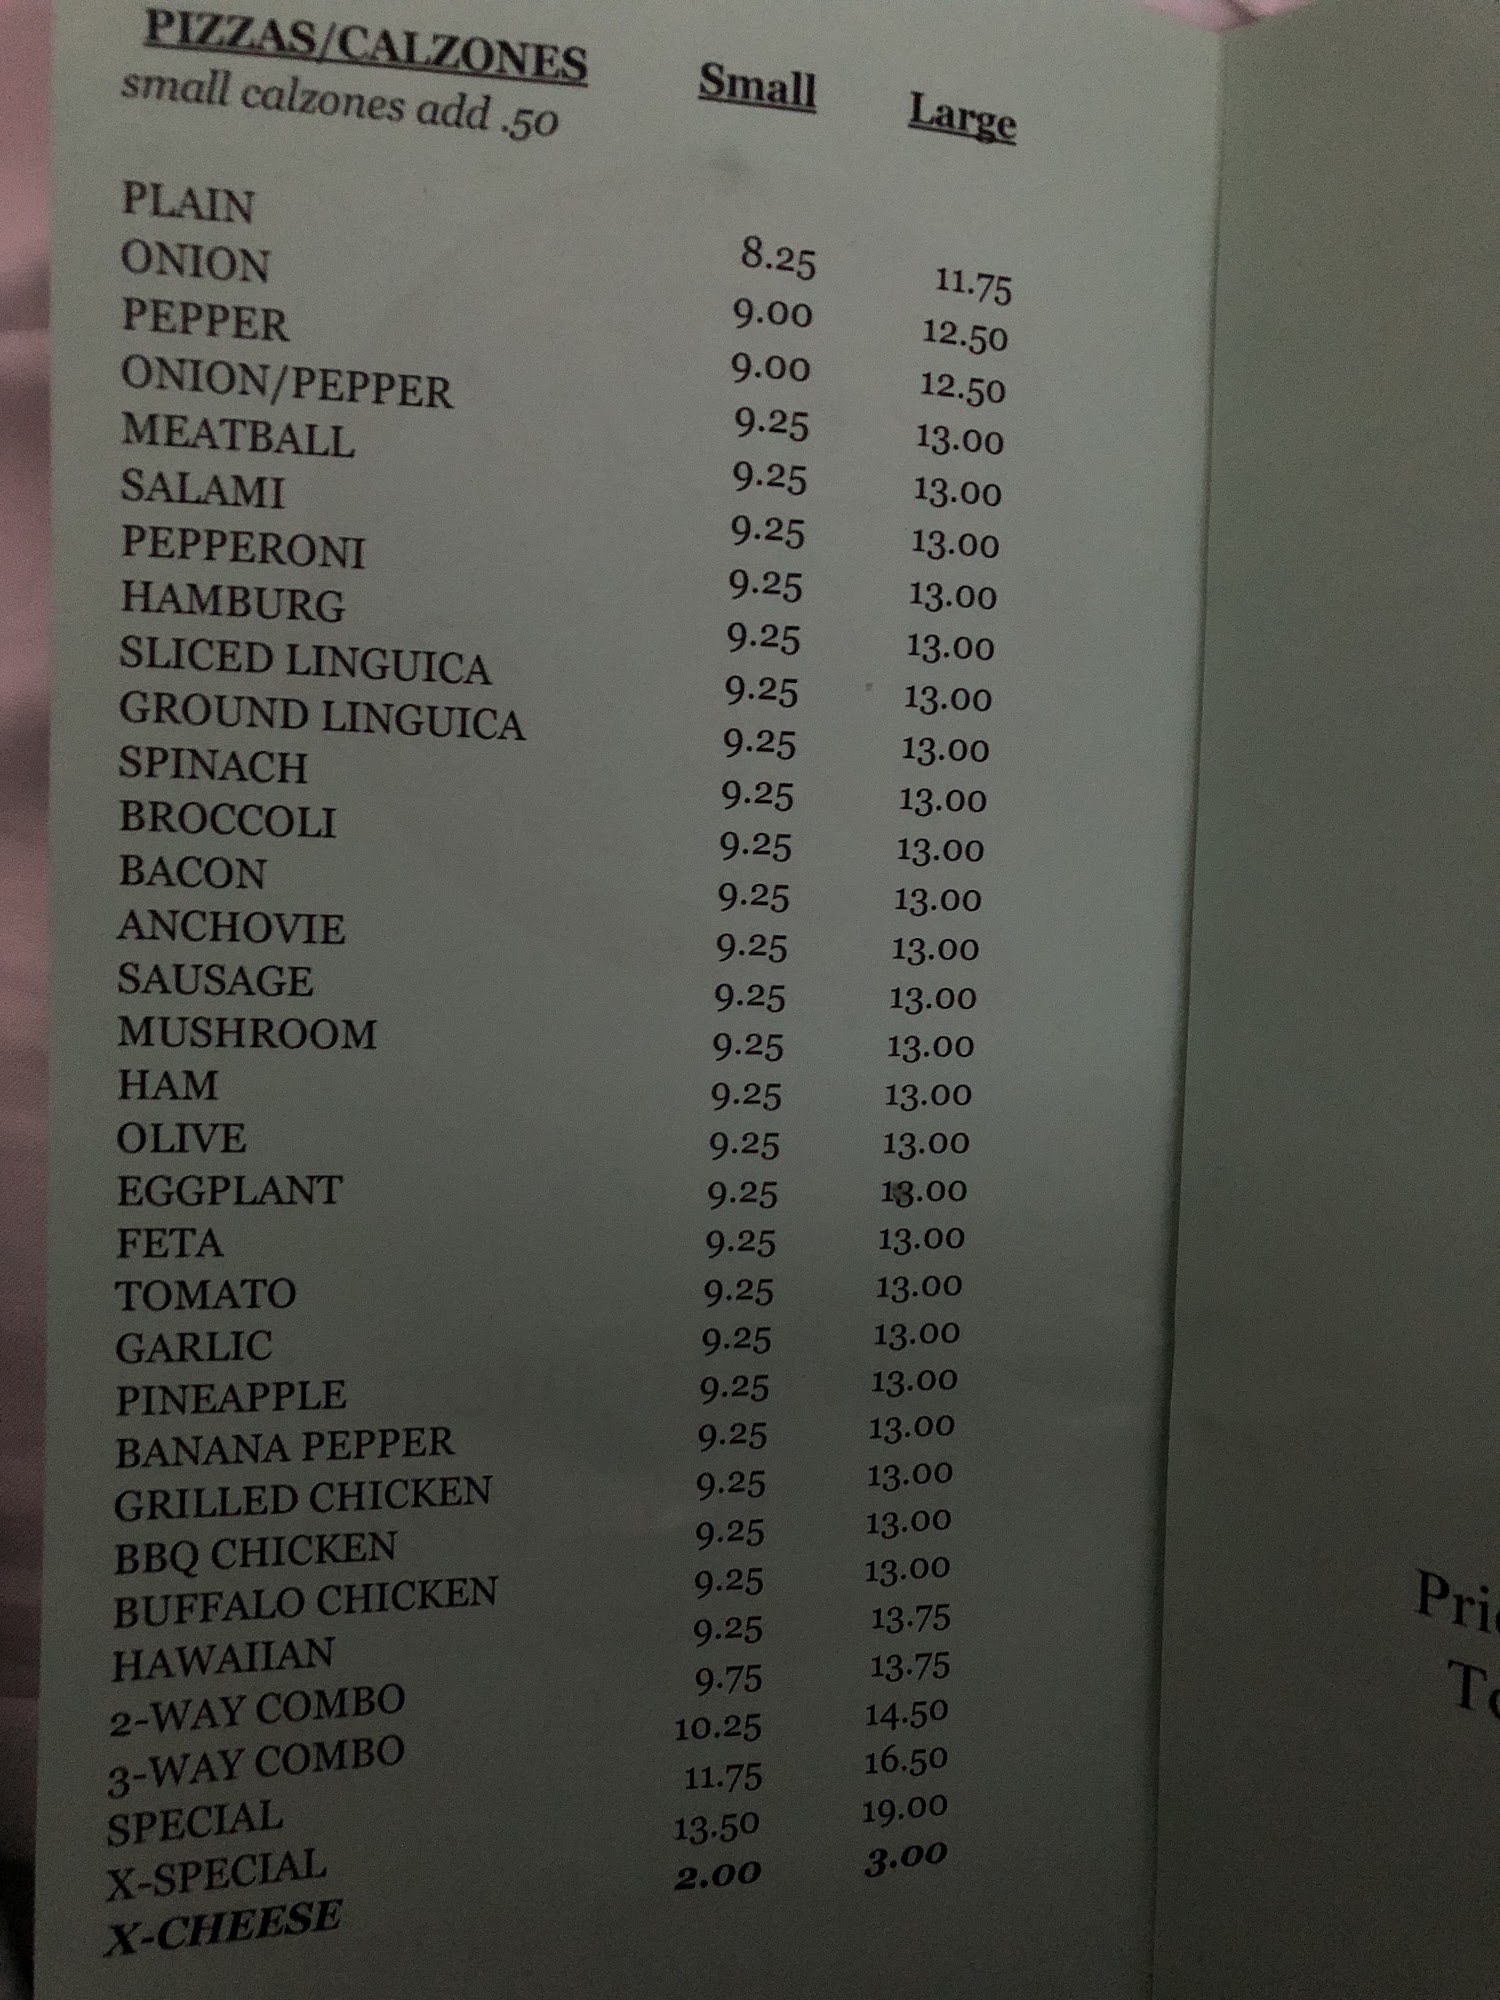 PIZZAS/CALZONES Small Large
small calzones add .50
PLAIN 8.25 11.75
ONION 9.00 12.50
PEPPER 9.00 12.50
ONION/PEPPER 9.25 13.00
MEATBALL 9.25 13.00
SALAMI 9.25 13.00
PEPPERONI 9.25 13.00
HAMBURG 9.25 13.00
SLICED LINGUICA 9.25 13.00
GROUND LINGUICA 9.25 13.00
SPINACH 9.25 13.00
BROCCOLI 9.25 13.00
BACON 9.25 13.00
ANCHOVIE 9.25 13.00
SAUSAGE 9.25 13.00
MUSHROOM 9.25 13.00
HAM 9.25 13.00
OLIVE 9.25 13.00
EGGPLANT 9.25 13.00
FETA 9.25 13.00
TOMATO 9.25 13.00
GARLIC 9.25 13.00
PINEAPPLE 9.25 13.00
BANANA PEPPER 9.25 13.00
GRILLED CHICKEN 9.25 13.00
BBQ CHICKEN 9.25 13.00
BUFFALO CHICKEN 9.25 13.00
HAWAIIAN 9.25 13.75
2-WAY COMBO 9.75 13.75
3-WAY COMBO 10.25 14.50
SPECIAL 11.75 16.50
X-SPECIAL 13.50 19.00
X-CHEESE 2.00 3.00